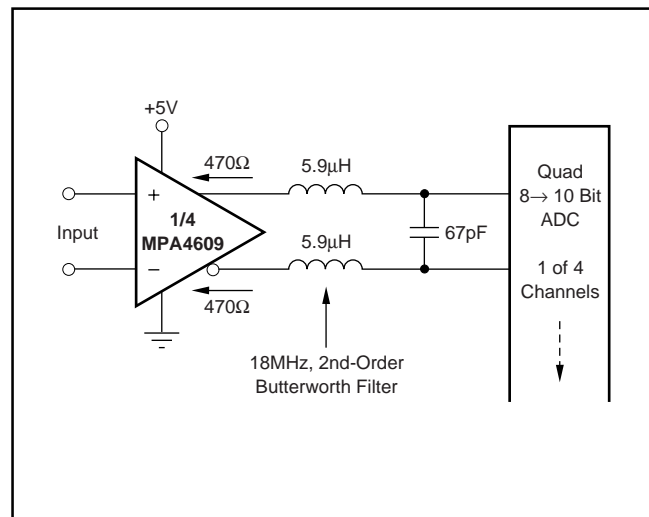 +5V
470Ω
5.9μH
Quad
8→ 10 Bit
ADC
+
Input
1/4
MPA4609
67pF
5.9μH
−
1 of 4
Channels
470Ω
18MHz, 2nd-Order
Butterworth Filter